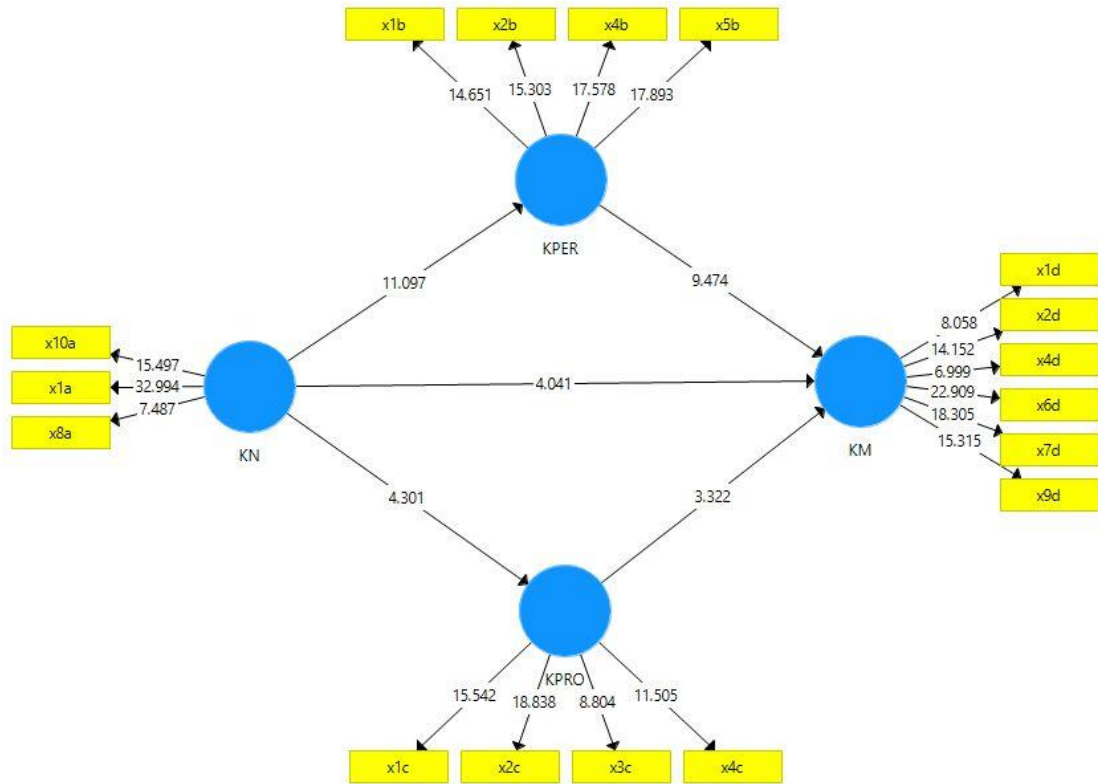 x1b x2b x4b x5b
14.651 15.303 17.578 17.893
KPER
11.097 9.474
x10a
x1a
x8a
15.497
32.994
7.487
KN
4.041
x1d
x2d
x4d
x6d
x7d
x9d
8.058
14.152
6.999
22.909
18.305
15.315
KM
4.301 3.322
KPRO
15.542 18.838 8.804 11.505
x1c x2c x3c x4c